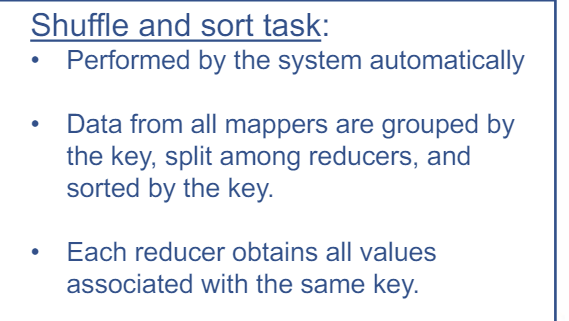 Shuffle and sort task:
• Performed by the system automatically
• Data from all mappers are grouped by
the key, split among reducers, and
sorted by the key.
• Each reducer obtains all values
associated with the same key.